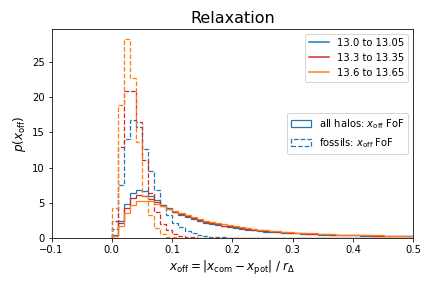 Relaxation
13.0 to 13.05
13.3 to 13.35
13.6 to 13.65
all halos: x_off FoF
fossils: x_off FoF
p(x_off)
25
20
15
10
5
0
-0.1 0.0 0.1 0.2 0.3 0.4 0.5
x_off = |x_com − x_pot| / r_Δ